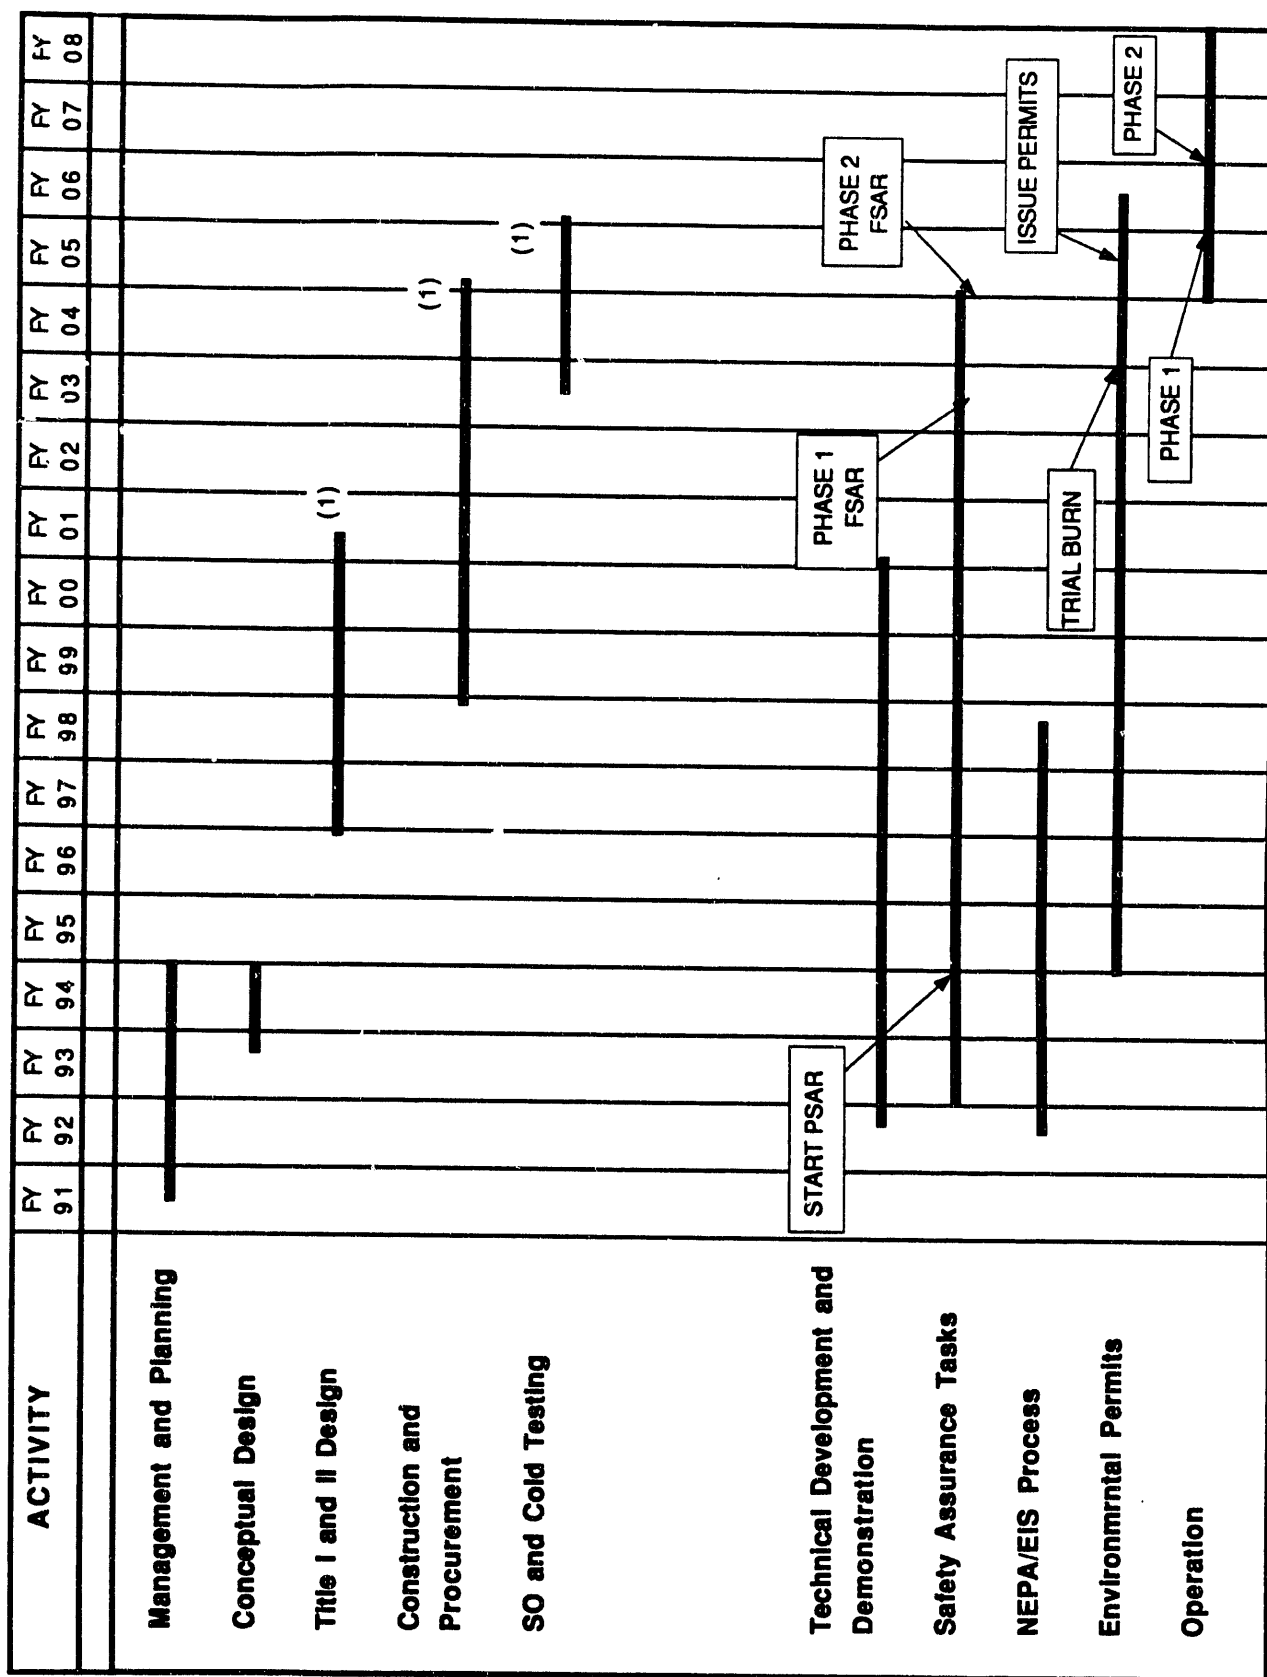 ACTIVITY
FY 91
FY 92
FY 93
FY 94
FY 95
FY 96
FY 97
FY 98
FY 99
FY 00
FY 01
FY 02
FY 03
FY 04
FY 05
FY 06
FY 07
FY 08
Management and Planning
Conceptual Design
Title I and II Design
(1)
Construction and
Procurement
(1)
SO and Cold Testing
(1)
Technical Development and
Demonstration
Safety Assurance Tasks
START PSAR
PHASE 1
FSAR
PHASE 2
FSAR
NEPA/EIS Process
Environmrntal Permits
TRIAL BURN
ISSUE PERMITS
Operation
PHASE 1
PHASE 2